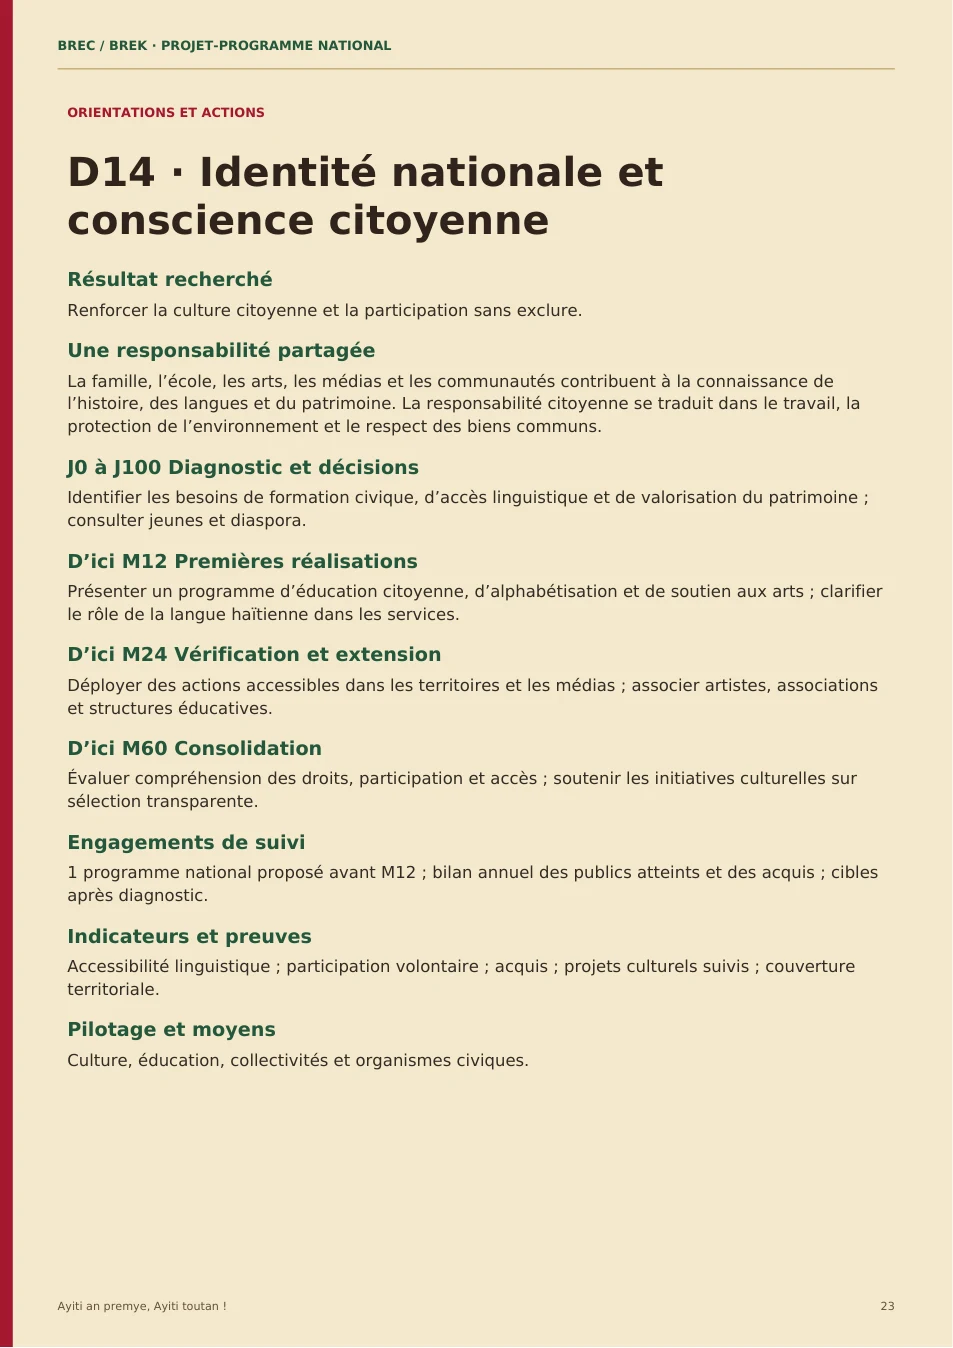 BREC / BREK · PROJET-PROGRAMME NATIONAL
ORIENTATIONS ET ACTIONS
D14 · Identité nationale et
conscience citoyenne
Résultat recherché
Renforcer la culture citoyenne et la participation sans exclure.
Une responsabilité partagée
La famille, l’école, les arts, les médias et les communautés contribuent à la connaissance de
l’histoire, des langues et du patrimoine. La responsabilité citoyenne se traduit dans le travail, la
protection de l’environnement et le respect des biens communs.
J0 à J100 Diagnostic et décisions
Identifier les besoins de formation civique, d’accès linguistique et de valorisation du patrimoine ;
consulter jeunes et diaspora.
D’ici M12 Premières réalisations
Présenter un programme d’éducation citoyenne, d’alphabétisation et de soutien aux arts ; clarifier
le rôle de la langue haïtienne dans les services.
D’ici M24 Vérification et extension
Déployer des actions accessibles dans les territoires et les médias ; associer artistes, associations
et structures éducatives.
D’ici M60 Consolidation
Évaluer compréhension des droits, participation et accès ; soutenir les initiatives culturelles sur
sélection transparente.
Engagements de suivi
1 programme national proposé avant M12 ; bilan annuel des publics atteints et des acquis ; cibles
après diagnostic.
Indicateurs et preuves
Accessibilité linguistique ; participation volontaire ; acquis ; projets culturels suivis ; couverture
territoriale.
Pilotage et moyens
Culture, éducation, collectivités et organismes civiques.
Ayiti an premye, Ayiti toutan !
23